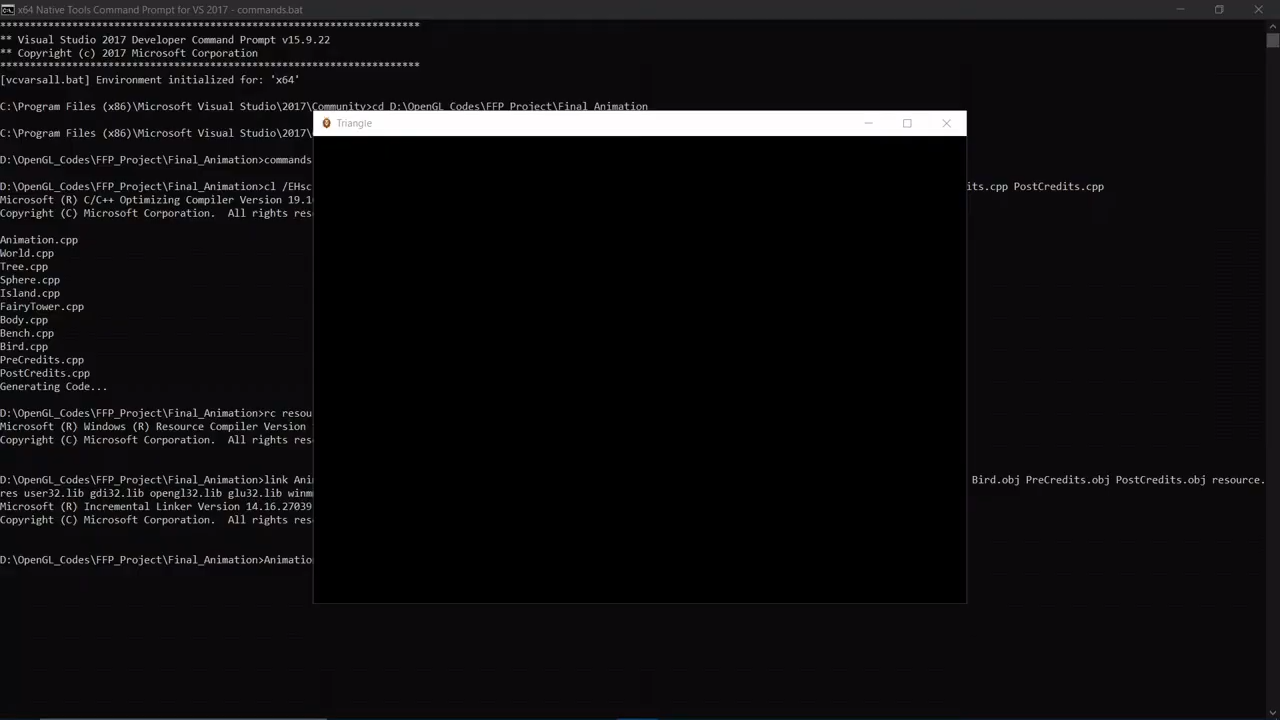 x64 Native Tools Command Prompt for VS 2017 - commands.bat
**********************************************************************
** Visual Studio 2017 Developer Command Prompt v15.9.22
** Copyright (c) 2017 Microsoft Corporation
**********************************************************************
[vcvarsall.bat] Environment initialized for: 'x64'
C:\Program Files (x86)\Microsoft Visual Studio\2017\Community>cd D:\OpenGL_Codes\FFP_Project\Final_Animation
Triangle
C:\Program Files (x86)\Microsoft Visual Studio\2017\
D:\OpenGL_Codes\FFP_Project\Final_Animation>commands
D:\OpenGL_Codes\FFP_Project\Final_Animation>cl /EHsc its.cpp PostCredits.cpp
Microsoft (R) C/C++ Optimizing Compiler Version 19.1
Copyright (C) Microsoft Corporation.  All rights res
Animation.cpp
World.cpp
Tree.cpp
Sphere.cpp
Island.cpp
FairyTower.cpp
Body.cpp
Bench.cpp
Bird.cpp
PreCredits.cpp
PostCredits.cpp
Generating Code...
D:\OpenGL_Codes\FFP_Project\Final_Animation>rc resou
Microsoft (R) Windows (R) Resource Compiler Version
Copyright (C) Microsoft Corporation.  All rights res
D:\OpenGL_Codes\FFP_Project\Final_Animation>link Ani Bird.obj PreCredits.obj PostCredits.obj resource.
res user32.lib gdi32.lib opengl32.lib glu32.lib winm
Microsoft (R) Incremental Linker Version 14.16.27039
Copyright (C) Microsoft Corporation.  All rights res
D:\OpenGL_Codes\FFP_Project\Final_Animation>Animatio